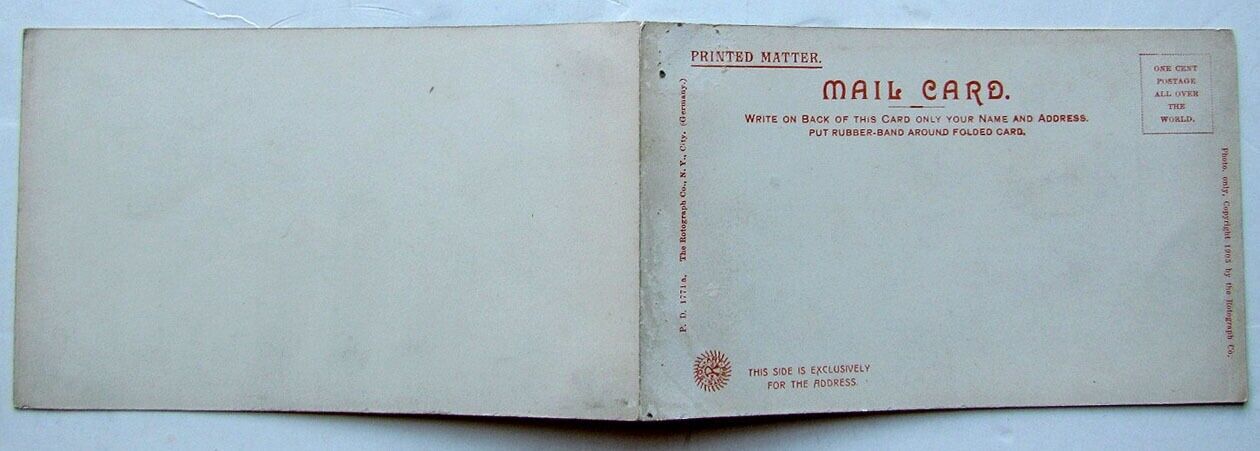 PRINTED MATTER.
MAIL CARD.
WRITE ON BACK OF THIS CARD ONLY YOUR NAME AND ADDRESS.
PUT RUBBER-BAND AROUND FOLDED CARD.
ONE CENT
POSTAGE
ALL OVER
THE
WORLD.
P. D. 1771/a. The Rotograph Co., N. Y., City. (Germany.)
Photo. only, Copyright 1905 by the Rotograph Co.
THIS SIDE IS EXCLUSIVELY
FOR THE ADDRESS.